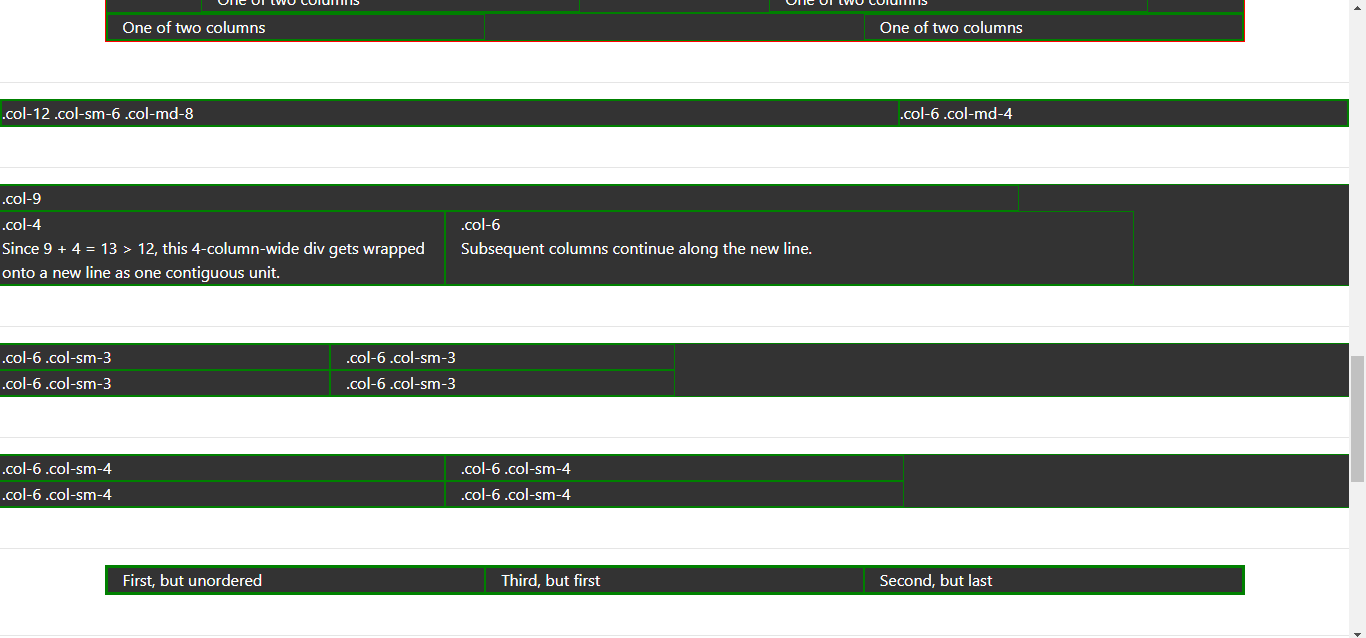 One of two columns One of two columns
One of two columns One of two columns
.col-12 .col-sm-6 .col-md-8 .col-6 .col-md-4
.col-9
.col-4
Since 9 + 4 = 13 > 12, this 4-column-wide div gets wrapped
onto a new line as one contiguous unit.
.col-6
Subsequent columns continue along the new line.
.col-6 .col-sm-3 .col-6 .col-sm-3
.col-6 .col-sm-3 .col-6 .col-sm-3
.col-6 .col-sm-4 .col-6 .col-sm-4
.col-6 .col-sm-4 .col-6 .col-sm-4
First, but unordered Third, but first Second, but last